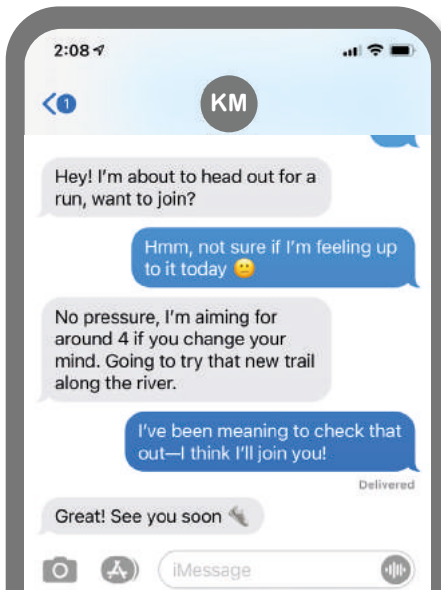 2:08
1
KM
Hey! I'm about to head out for a
run, want to join?
Hmm, not sure if I'm feeling up
to it today 🙁
No pressure, I'm aiming for
around 4 if you change your
mind. Going to try that new trail
along the river.
I've been meaning to check that
out—I think I'll join you!
Delivered
Great! See you soon 👟
iMessage